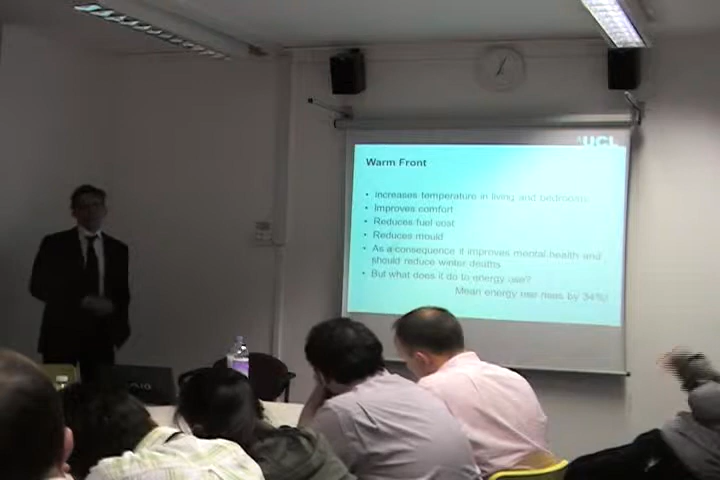 UCL
Warm Front
• increases temperature in living and bedrooms
• Improves comfort
• Reduces fuel cost
• Reduces mould
• As a consequence it improves mental health and
should reduce winter deaths
• But what does it do to energy use?
Mean energy use rises by 34%!